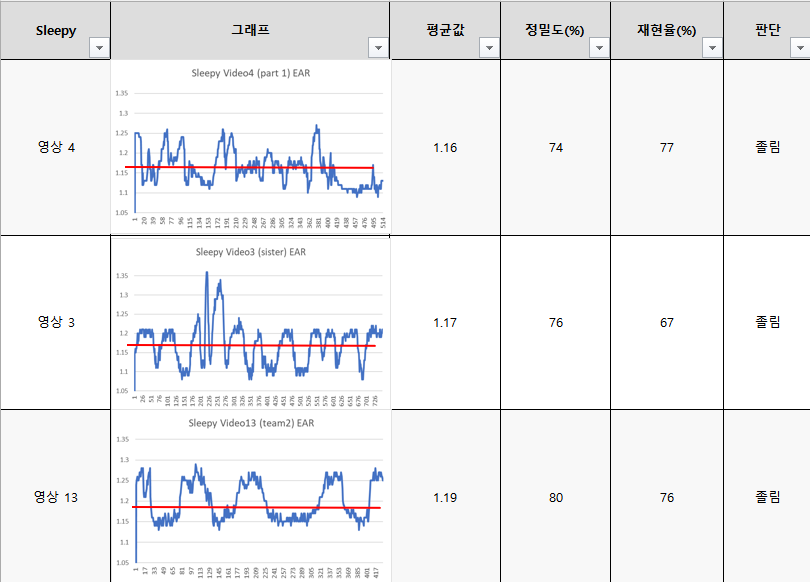 Sleepy 그래프 평균값 정밀도(%) 재현율(%) 판단
Sleepy Video4 (part 1) EAR
1.35
1.3
1.25
1.2
1.15
1.1
1.05
1 20 39 58 77 96 115 134 153 172 191 210 229 248 267 286 305 324 343 362 381 400 419 438 457 476 495 514
영상 4 1.16 74 77 졸림
Sleepy Video3 (sister) EAR
1.35
1.3
1.25
1.2
1.15
1.1
1.05
1 26 51 76 101 126 151 176 201 226 251 276 301 326 351 376 401 426 451 476 501 526 551 576 601 626 651 676 701 726
영상 3 1.17 76 67 졸림
Sleepy Video13 (team2) EAR
1.35
1.3
1.25
1.2
1.15
1.1
1.05
1 17 33 49 65 81 97 113 129 145 161 177 193 209 225 241 257 273 289 305 321 337 353 369 385 401 417
영상 13 1.19 80 76 졸림